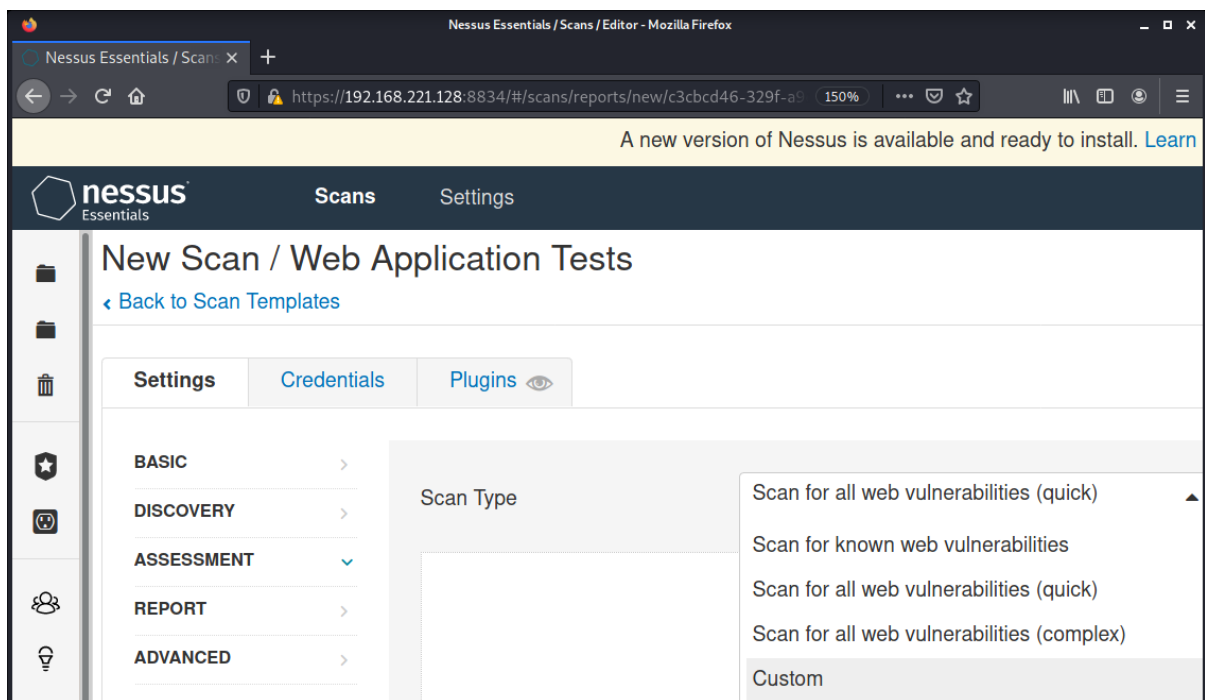 Nessus Essentials / Scans / Editor - Mozilla Firefox
Nessus Essentials / Scans
https://192.168.221.128:8834/#/scans/reports/new/c3cbcd46-329f-a9 150%
A new version of Nessus is available and ready to install. Learn
nessus Scans Settings
Essentials
New Scan / Web Application Tests
Back to Scan Templates
Settings Credentials Plugins
BASIC
Scan Type Scan for all web vulnerabilities (quick)
DISCOVERY
Scan for known web vulnerabilities
ASSESSMENT
Scan for all web vulnerabilities (quick)
REPORT
Scan for all web vulnerabilities (complex)
ADVANCED
Custom